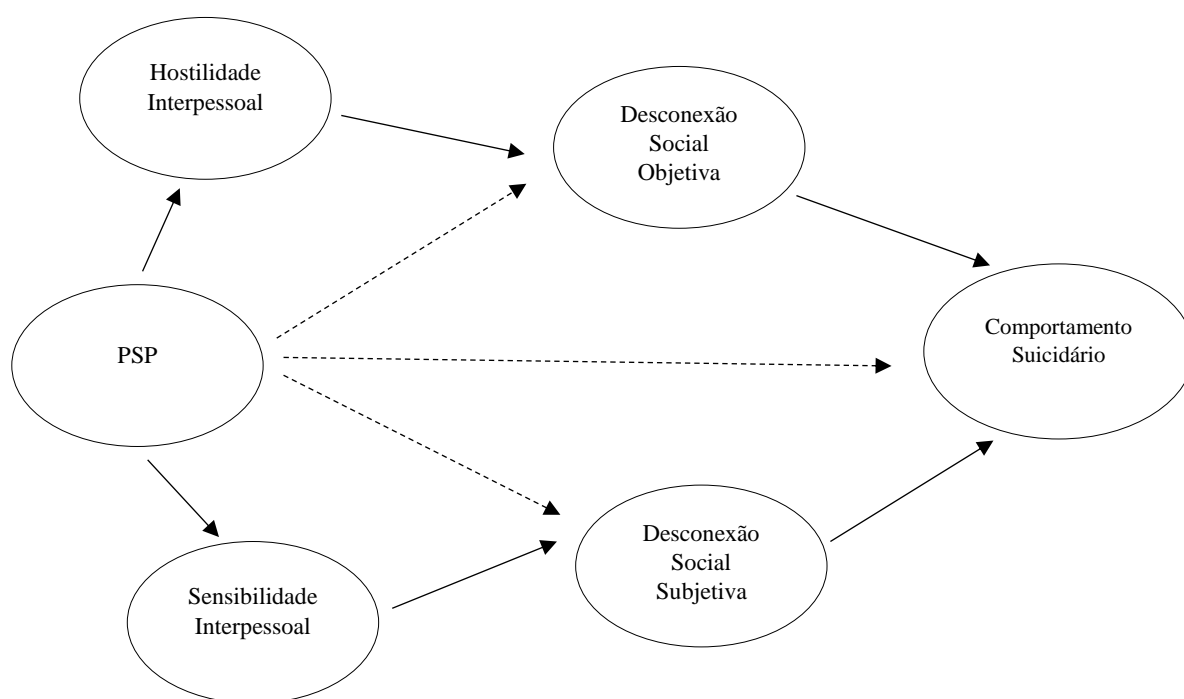 Hostilidade
Interpessoal
Desconexão
Social
Objetiva
PSP
Comportamento
Suicidário
Desconexão
Social
Subjetiva
Sensibilidade
Interpessoal